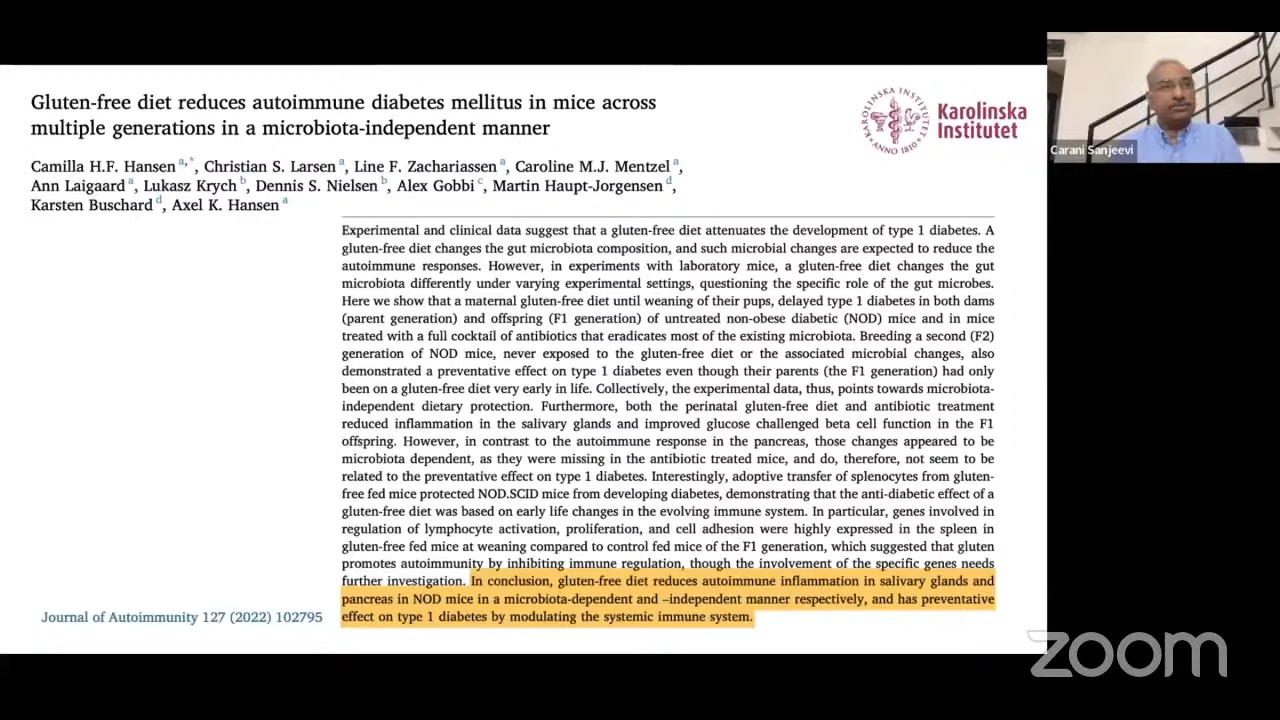 Gluten-free diet reduces autoimmune diabetes mellitus in mice across
multiple generations in a microbiota-independent manner
KAROLINSKA INSTITUTET
ANNO 1810
Karolinska
Institutet
Carani Sanjeevi
Camilla H.F. Hansen a,*, Christian S. Larsen a, Line F. Zachariassen a, Caroline M.J. Mentzel a,
Ann Laigaard a, Lukasz Krych b, Dennis S. Nielsen b, Alex Gobbi c, Martin Haupt-Jorgensen d,
Karsten Buschard d, Axel K. Hansen a
Experimental and clinical data suggest that a gluten-free diet attenuates the development of type 1 diabetes. A
gluten-free diet changes the gut microbiota composition, and such microbial changes are expected to reduce the
autoimmune responses. However, in experiments with laboratory mice, a gluten-free diet changes the gut
microbiota differently under varying experimental settings, questioning the specific role of the gut microbes.
Here we show that a maternal gluten-free diet until weaning of their pups, delayed type 1 diabetes in both dams
(parent generation) and offspring (F1 generation) of untreated non-obese diabetic (NOD) mice and in mice
treated with a full cocktail of antibiotics that eradicates most of the existing microbiota. Breeding a second (F2)
generation of NOD mice, never exposed to the gluten-free diet or the associated microbial changes, also
demonstrated a preventative effect on type 1 diabetes even though their parents (the F1 generation) had only
been on a gluten-free diet very early in life. Collectively, the experimental data, thus, points towards microbiota-
independent dietary protection. Furthermore, both the perinatal gluten-free diet and antibiotic treatment
reduced inflammation in the salivary glands and improved glucose challenged beta cell function in the F1
offspring. However, in contrast to the autoimmune response in the pancreas, those changes appeared to be
microbiota dependent, as they were missing in the antibiotic treated mice, and do, therefore, not seem to be
related to the preventative effect on type 1 diabetes. Interestingly, adoptive transfer of splenocytes from gluten-
free fed mice protected NOD.SCID mice from developing diabetes, demonstrating that the anti-diabetic effect of a
gluten-free diet was based on early life changes in the evolving immune system. In particular, genes involved in
regulation of lymphocyte activation, proliferation, and cell adhesion were highly expressed in the spleen in
gluten-free fed mice at weaning compared to control fed mice of the F1 generation, which suggested that gluten
promotes autoimmunity by inhibiting immune regulation, though the involvement of the specific genes needs
further investigation. In conclusion, gluten-free diet reduces autoimmune inflammation in salivary glands and
pancreas in NOD mice in a microbiota-dependent and –independent manner respectively, and has preventative
effect on type 1 diabetes by modulating the systemic immune system.
Journal of Autoimmunity 127 (2022) 102795
zoom